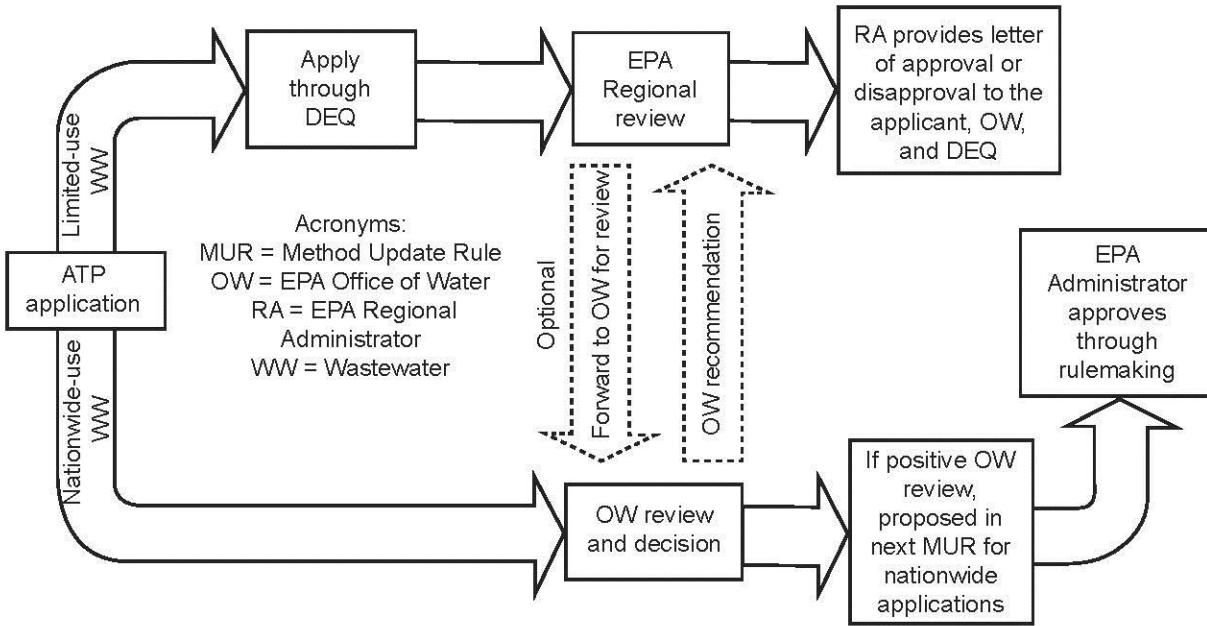 Apply
through
DEQ
EPA
Regional
review
RA provides letter
of approval or
disapproval to the
applicant, OW,
and DEQ
Limited-use
WW
ATP
application
Nationwide-use
WW
Acronyms:
MUR = Method Update Rule
OW = EPA Office of Water
RA = EPA Regional
Administrator
WW = Wastewater
Optional
Forward to OW for review
OW recommendation
OW review
and decision
If positive OW
review,
proposed in
next MUR for
nationwide
applications
EPA
Administrator
approves
through
rulemaking